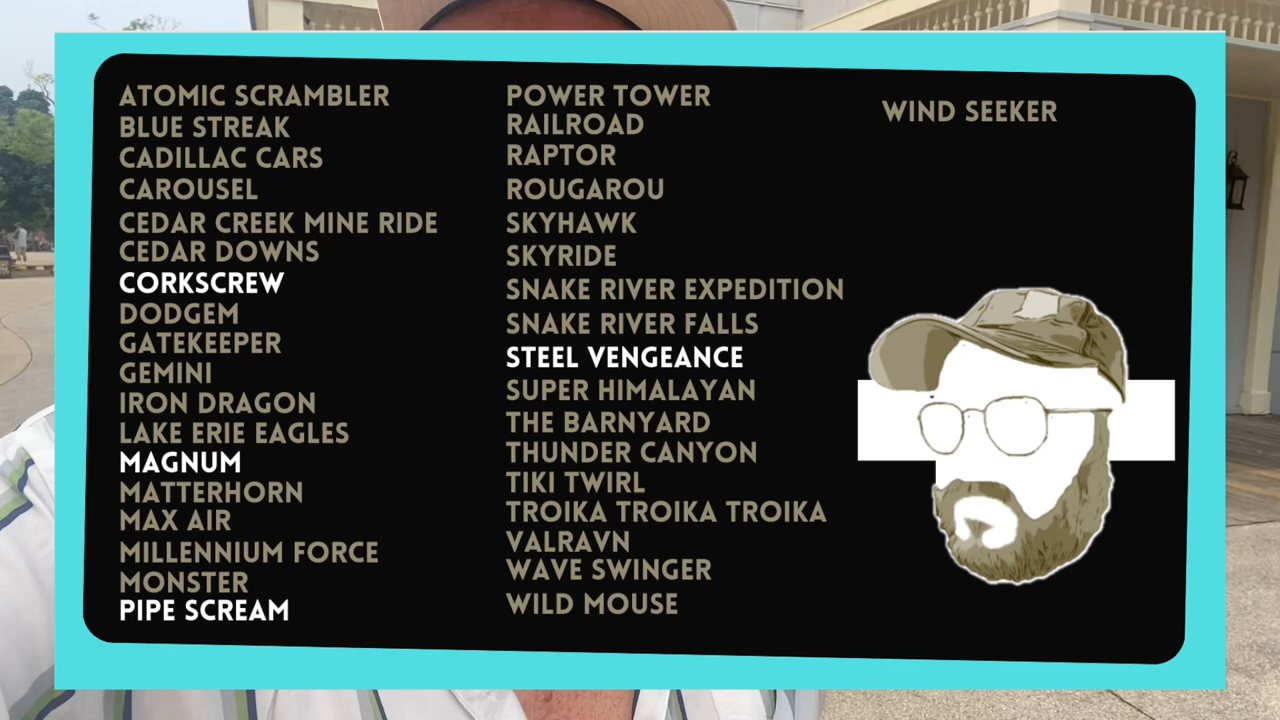 ATOMIC SCRAMBLER
BLUE STREAK
CADILLAC CARS
CAROUSEL
CEDAR CREEK MINE RIDE
CEDAR DOWNS
CORKSCREW
DODGEM
GATEKEEPER
GEMINI
IRON DRAGON
LAKE ERIE EAGLES
MAGNUM
MATTERHORN
MAX AIR
MILLENNIUM FORCE
MONSTER
PIPE SCREAM
POWER TOWER
RAILROAD
RAPTOR
ROUGAROU
SKYHAWK
SKYRIDE
SNAKE RIVER EXPEDITION
SNAKE RIVER FALLS
STEEL VENGEANCE
SUPER HIMALAYAN
THE BARNYARD
THUNDER CANYON
TIKI TWIRL
TROIKA TROIKA TROIKA
VALRAVN
WAVE SWINGER
WILD MOUSE
WIND SEEKER